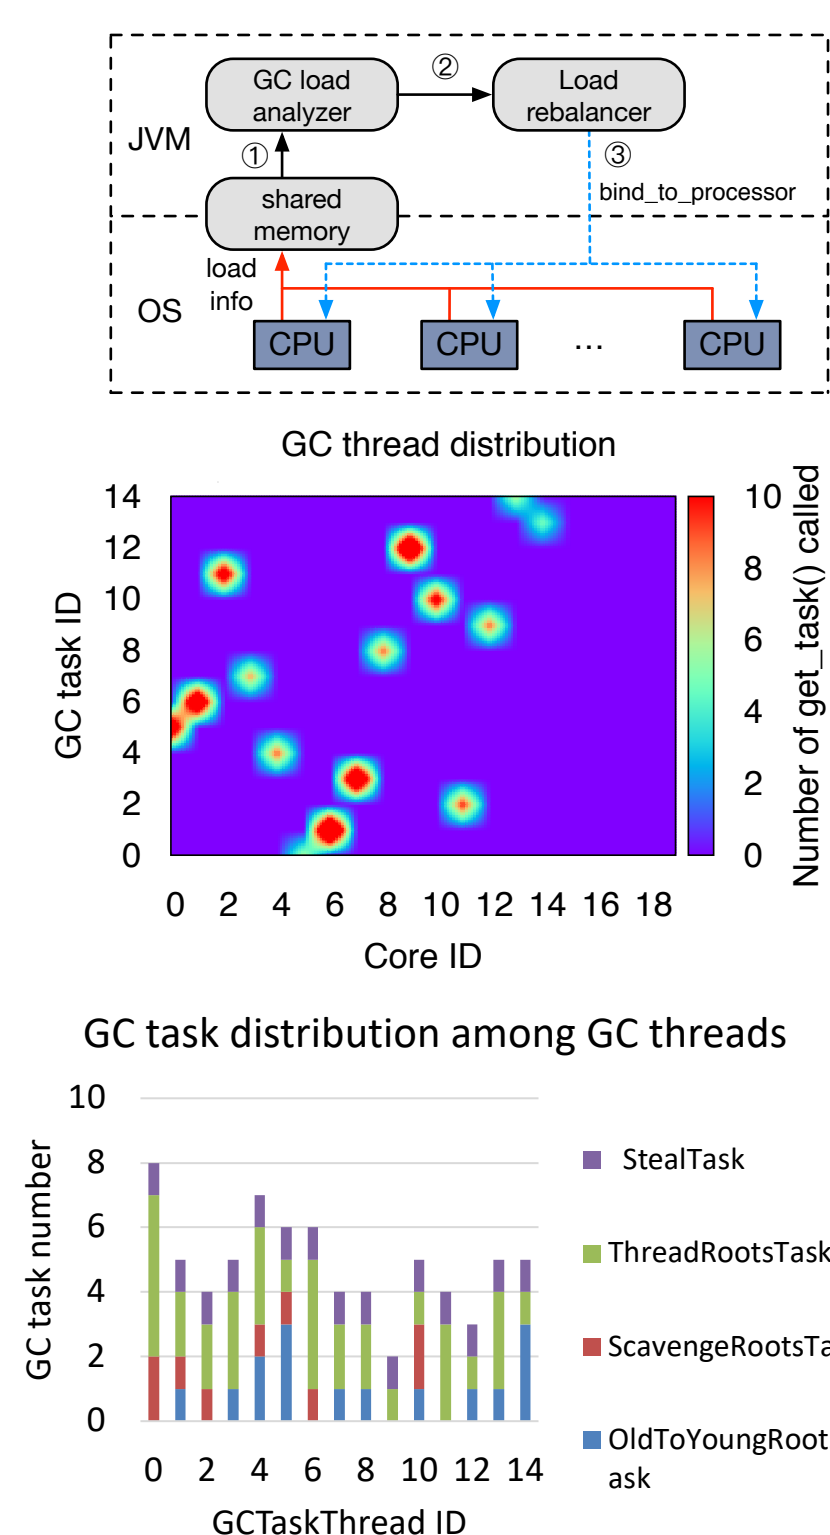 GC load
analyzer
②
Load
rebalancer
JVM
①
③
bind_to_processor
shared
memory
load
info
OS
CPU
CPU
...
CPU
GC thread distribution
14
12
10
8
6
4
2
0
GC task ID
0 2 4 6 8 10 12 14 16 18
Core ID
10
8
6
4
2
0
Number of get_task() called
GC task distribution among GC threads
10
8
6
4
2
0
GC task number
0 2 4 6 8 10 12 14
GCTaskThread ID
StealTask
ThreadRootsTask
ScavengeRootsTa
OldToYoungRoot
ask